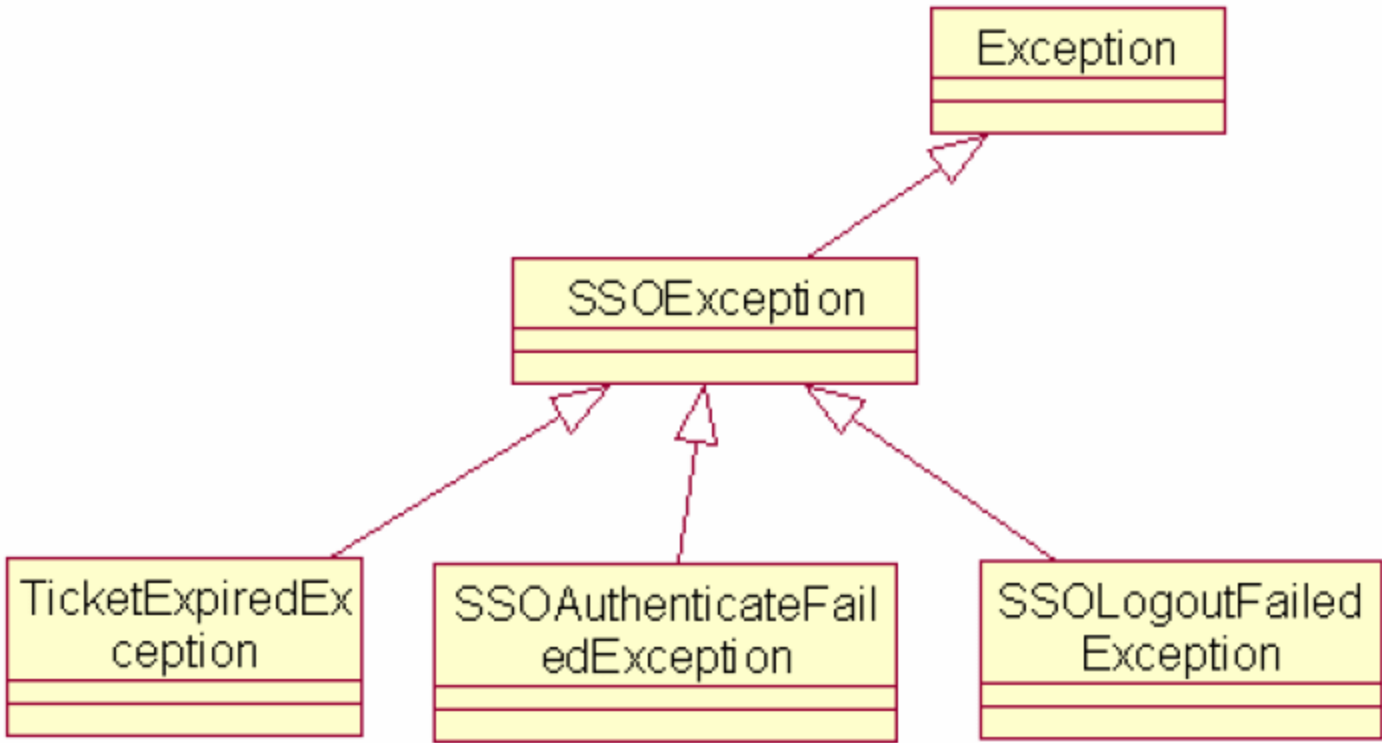 Exception
SSOException
TicketExpiredEx
ception
SSOAuthenticateFail
edException
SSOLogoutFailed
Exception